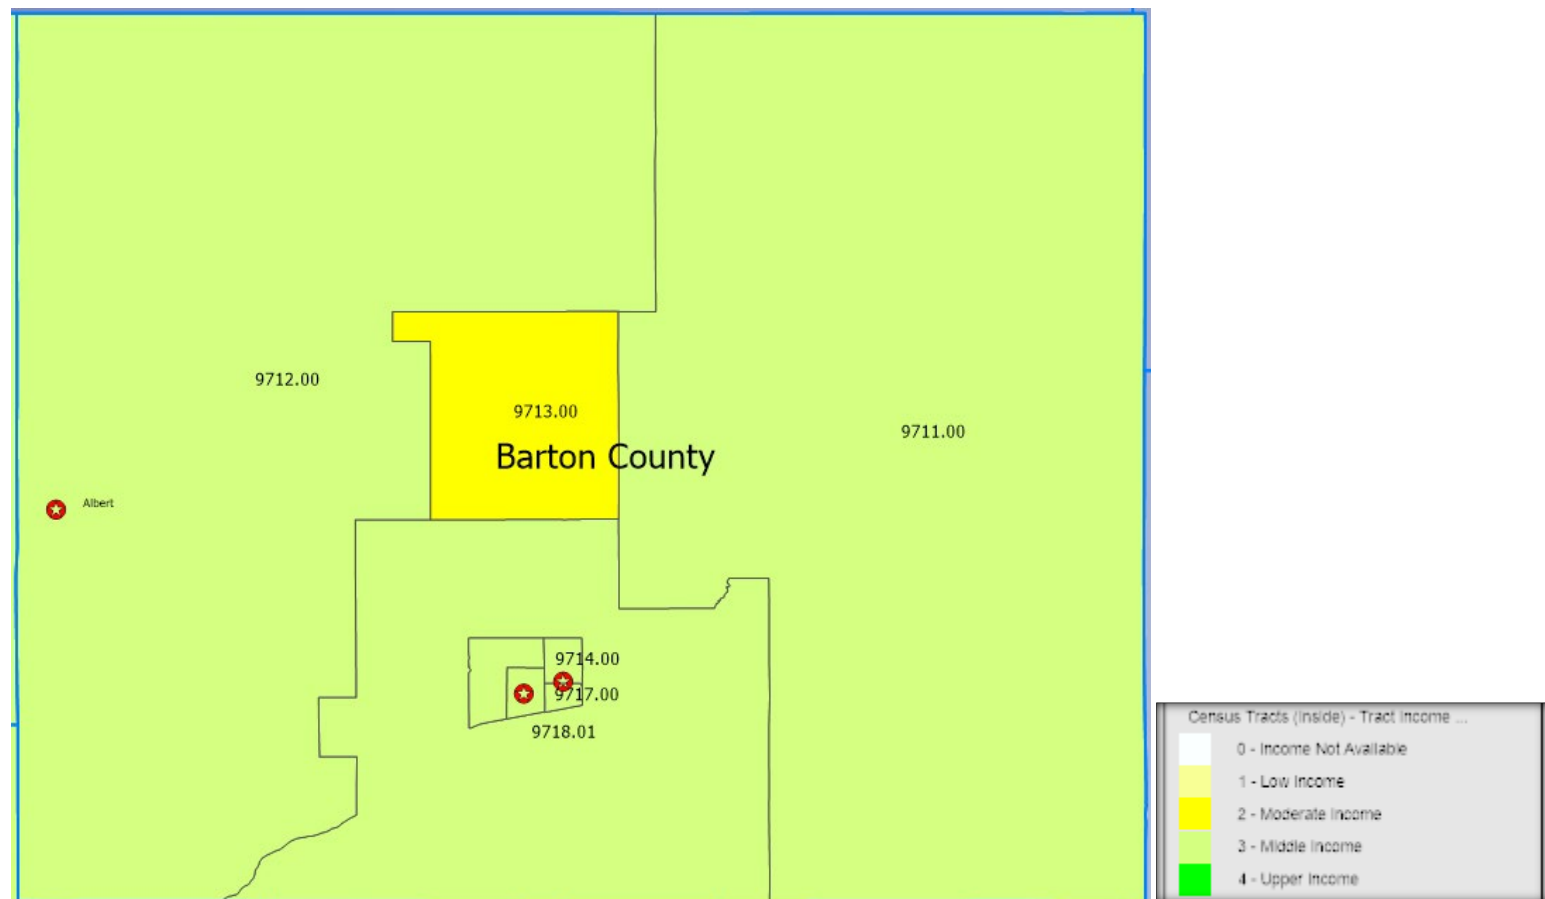 9712.00
9713.00
9711.00
Barton County
Albert
9714.00
9717.00
9718.01
Census Tracts (Inside) - Tract Income ...
0 - Income Not Available
1 - Low Income
2 - Moderate Income
3 - Middle Income
4 - Upper Income